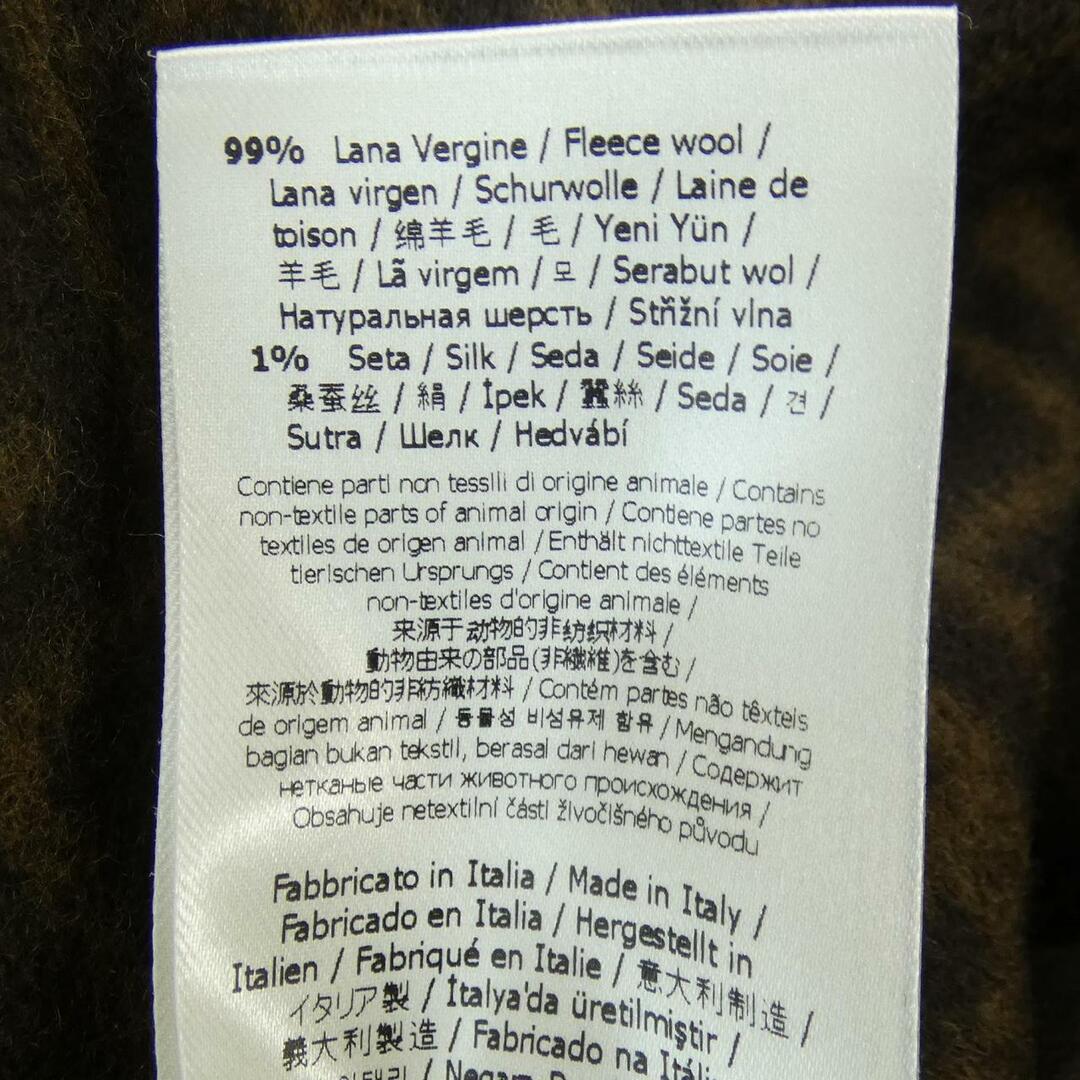 99% Lana Vergine / Fleece wool /
Lana virgen / Schurwolle / Laine de
toison / 绵羊毛 / 毛 / Yeni Yün /
羊毛 / Lã virgem / 모 / Serabut wol /
Натуральная шерсть / Střižní vlna
1% Seta / Silk / Seda / Seide / Soie /
桑蚕丝 / 絹 / İpek / 蠶絲 / Seda / 견 /
Sutra / Шелк / Hedvábí
Contiene parti non tessili di origine animale / Contains
non-textile parts of animal origin / Contiene partes no
textiles de origen animal / Enthält nichttextile Teile
tierischen Ursprungs / Contient des éléments
non-textiles d'origine animale /
来源于动物的非纺织材料 /
動物由来の部品(非繊維)を含む /
來源於動物的非紡織材料 / Contém partes não têxteis
de origem animal / 동물성 비섬유제 함유 / Mengandung
bagian bukan tekstil, berasal dari hewan / Содержит
нетканые части животного происхождения /
Obsahuje netextilní části živočišného původu
Fabbricato in Italia / Made in Italy /
Fabricado en Italia / Hergestellt in
Italien / Fabriqué en Italie / 意大利制造 /
イタリア製 / İtalya'da üretilmiştir /
義大利製造 / Fabricado na Itália
/ Negam